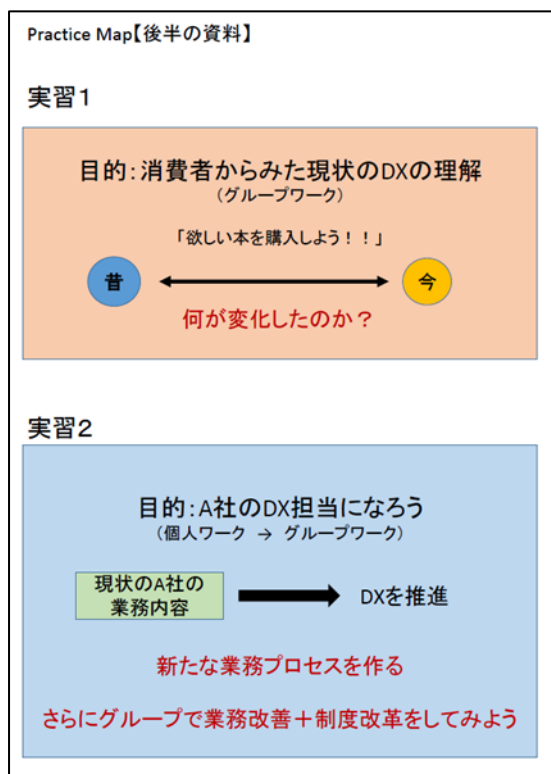 Practice Map【後半の資料】
実習1
目的：消費者からみた現状のDXの理解
（グループワーク）
「欲しい本を購入しよう！！」
昔
今
何が変化したのか？
実習2
目的：A社のDX担当になろう
（個人ワーク → グループワーク）
現状のA社の
業務内容
DXを推進
新たな業務プロセスを作る
さらにグループで業務改善＋制度改革をしてみよう